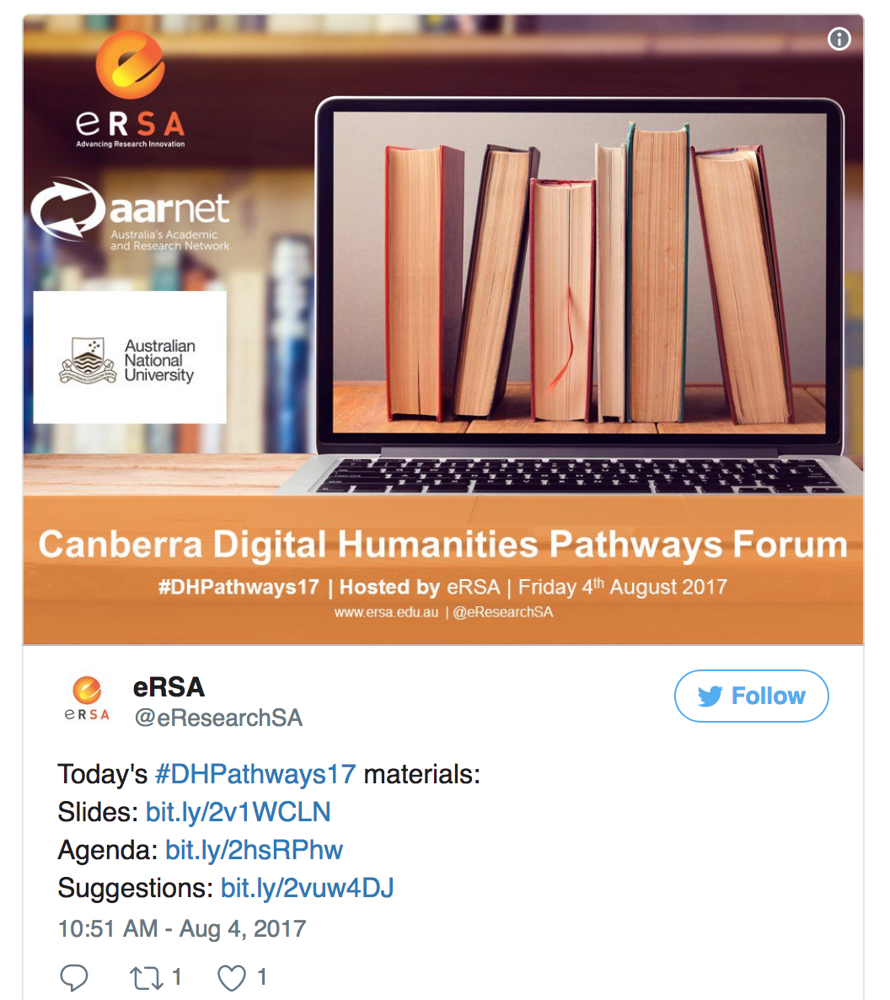 eRSA
Advancing Research Innovation
aarnet
Australia's Academic
and Research Network
Australian
National
University
Canberra Digital Humanities Pathways Forum
#DHPathways17 | Hosted by eRSA | Friday 4th August 2017
www.ersa.edu.au | @eResearchSA
eRSA
eRSA
@eResearchSA
Follow
Today's #DHPathways17 materials:
Slides: bit.ly/2v1WCLN
Agenda: bit.ly/2hsRPhw
Suggestions: bit.ly/2vuw4DJ
10:51 AM - Aug 4, 2017
1
1